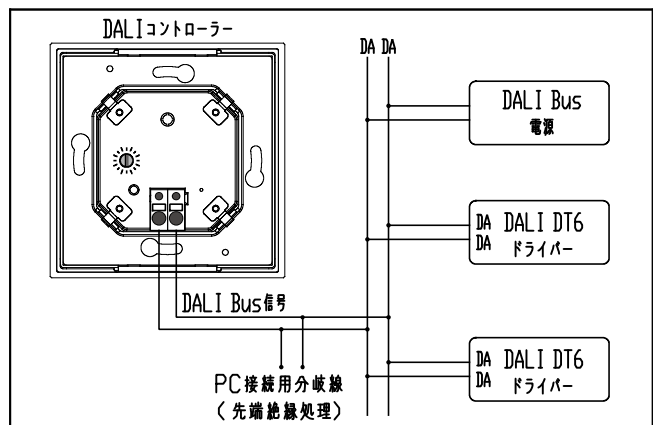 DALIコントローラー
DA DA
DALI Bus
電源
DA DALI DT6
DA ドライバー
DALI Bus信号
PC接続用分岐線
(先端絶縁処理)
DA DALI DT6
DA ドライバー